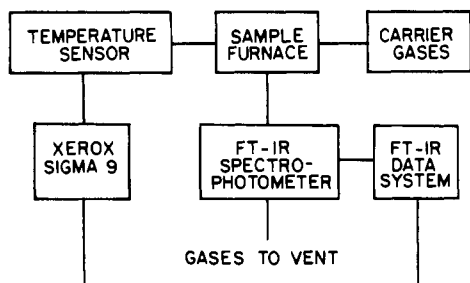 TEMPERATURE
SENSOR
SAMPLE
FURNACE
CARRIER
GASES
XEROX
SIGMA 9
FT-IR
SPECTRO-
PHOTOMETER
FT-IR
DATA
SYSTEM
GASES TO VENT